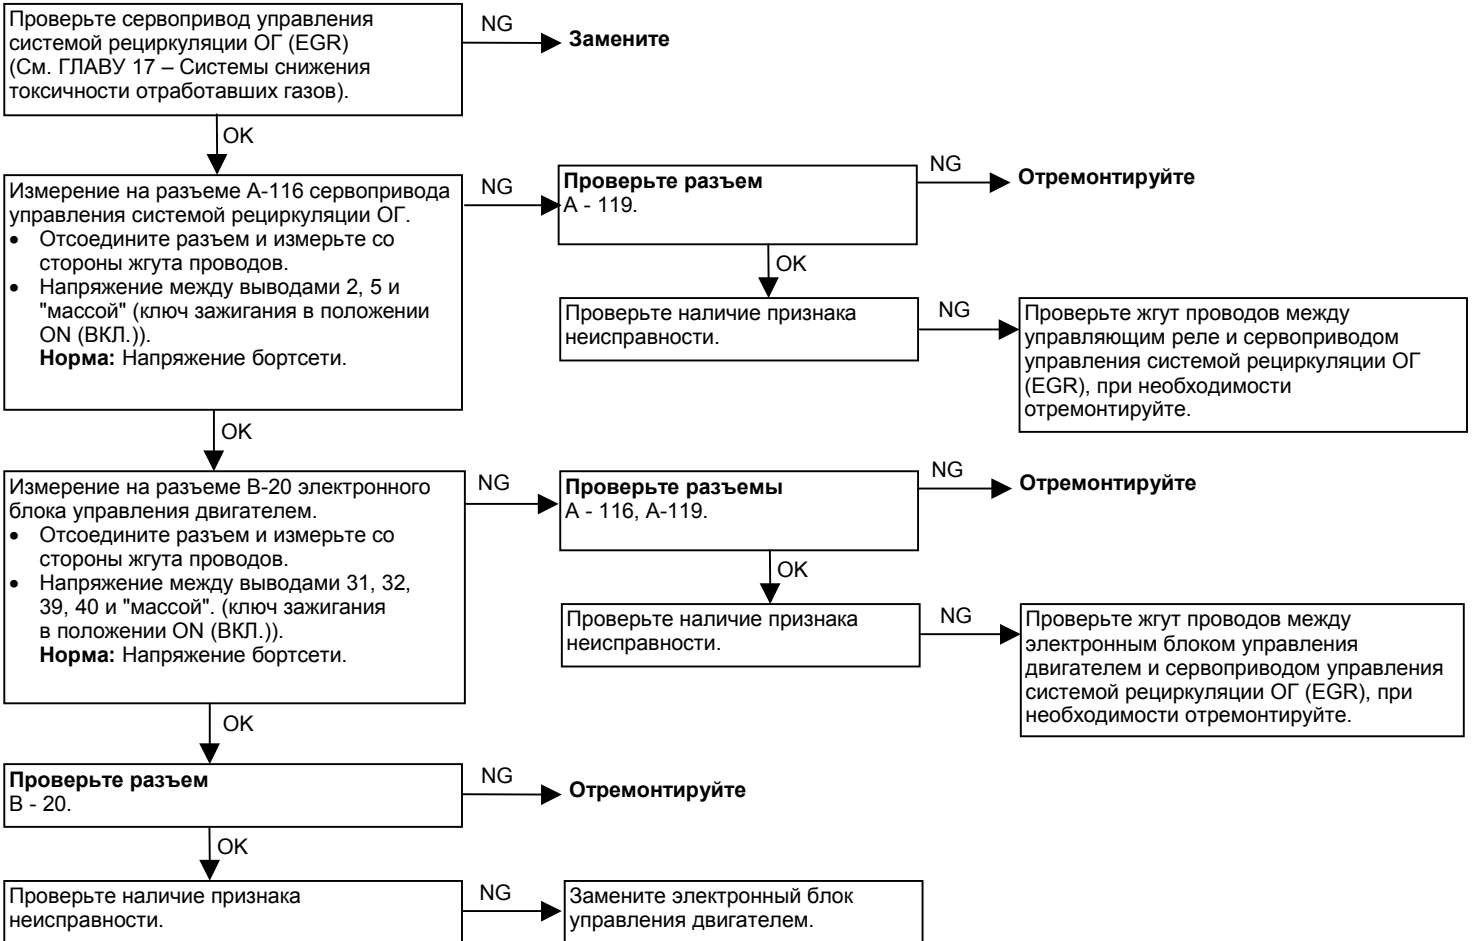 Проверьте сервопривод управления
системой рециркуляции ОГ (EGR)
(См. ГЛАВУ 17 – Системы снижения
токсичности отработавших газов).
NG
Замените
OK
Измерение на разъеме А-116 сервопривода
управления системой рециркуляции ОГ.
• Отсоедините разъем и измерьте со
стороны жгута проводов.
• Напряжение между выводами 2, 5 и
"массой" (ключ зажигания в положении
ON (ВКЛ.)).
Норма: Напряжение бортсети.
NG
Проверьте разъем
А - 119.
NG
Отремонтируйте
OK
Проверьте наличие признака
неисправности.
NG
Проверьте жгут проводов между
управляющим реле и сервоприводом
управления системой рециркуляции ОГ
(EGR), при необходимости
отремонтируйте.
OK
Измерение на разъеме В-20 электронного
блока управления двигателем.
• Отсоедините разъем и измерьте со
стороны жгута проводов.
• Напряжение между выводами 31, 32,
39, 40 и "массой". (ключ зажигания
в положении ON (ВКЛ.)).
Норма: Напряжение бортсети.
NG
Проверьте разъемы
А - 116, А-119.
NG
Отремонтируйте
OK
Проверьте наличие признака
неисправности.
NG
Проверьте жгут проводов между
электронным блоком управления
двигателем и сервоприводом управления
системой рециркуляции ОГ (EGR), при
необходимости отремонтируйте.
OK
Проверьте разъем
В - 20.
NG
Отремонтируйте
OK
Проверьте наличие признака
неисправности.
NG
Замените электронный блок
управления двигателем.